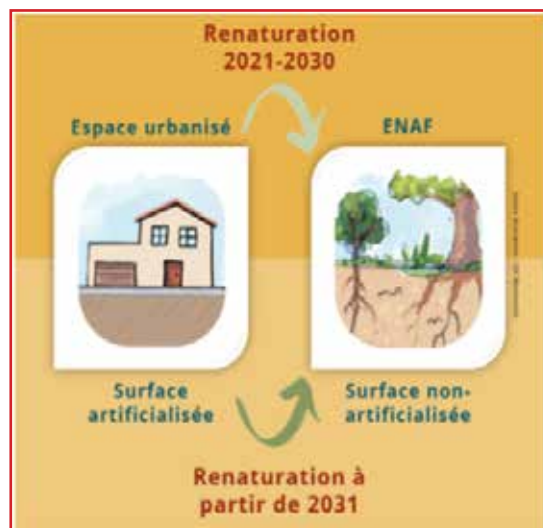 Renaturation
2021-2030
Espace urbanisé
ENAF
Surface
artificialisée
Surface non-
artificialisée
Renaturation à
partir de 2031